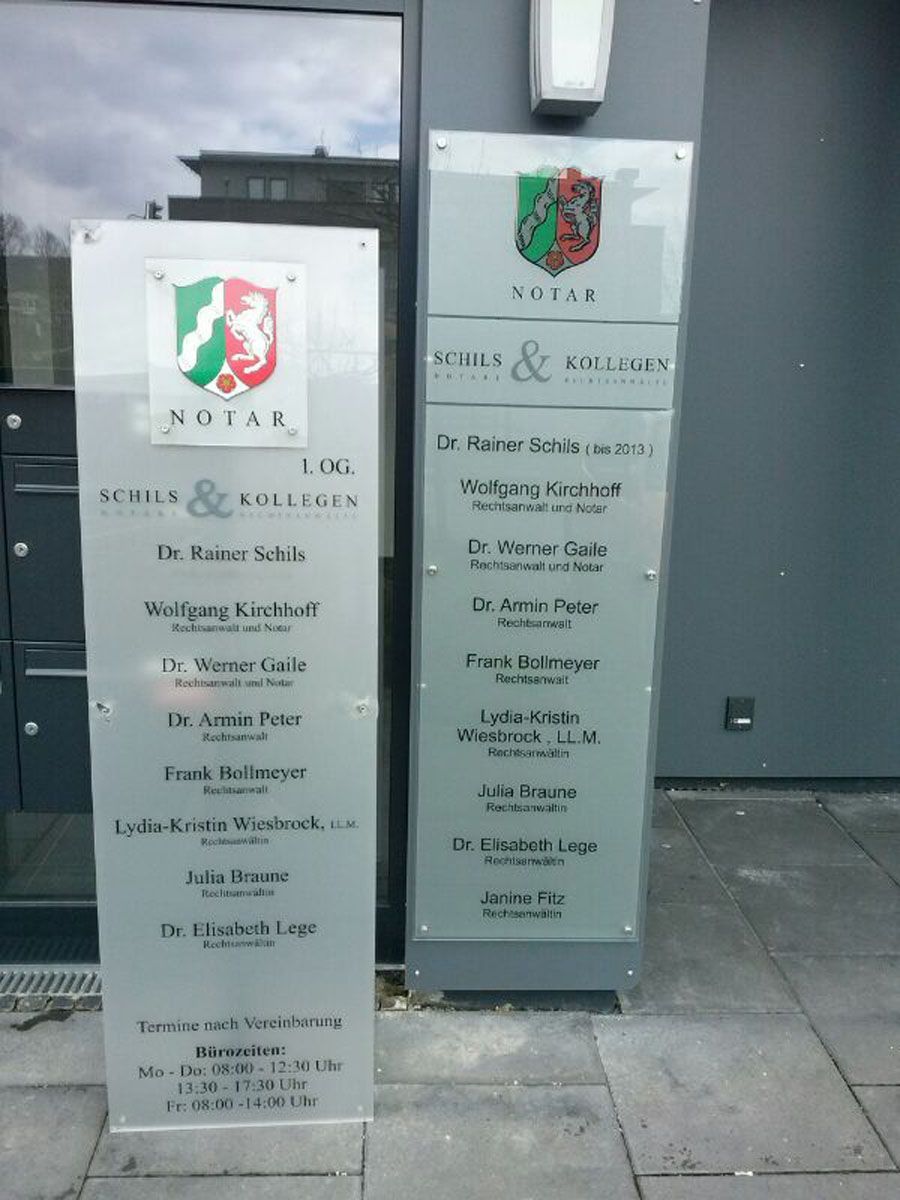 NOTAR
1. OG.
SCHILS & KOLLEGEN
NOTARE RECHTSANWÄLTE
Dr. Rainer Schils
Wolfgang Kirchhoff
Rechtsanwalt und Notar
Dr. Werner Gaile
Rechtsanwalt und Notar
Dr. Armin Peter
Rechtsanwalt
Frank Bollmeyer
Rechtsanwalt
Lydia-Kristin Wiesbrock, LL.M.
Rechtsanwältin
Julia Braune
Rechtsanwältin
Dr. Elisabeth Lege
Rechtsanwältin
Termine nach Vereinbarung
Bürozeiten:
Mo - Do: 08:00 - 12:30 Uhr
13:30 - 17:30 Uhr
Fr: 08:00 -14:00 Uhr
NOTAR
SCHILS & KOLLEGEN
NOTARE RECHTSANWÄLTE
Dr. Rainer Schils ( bis 2013 )
Wolfgang Kirchhoff
Rechtsanwalt und Notar
Dr. Werner Gaile
Rechtsanwalt und Notar
Dr. Armin Peter
Rechtsanwalt
Frank Bollmeyer
Rechtsanwalt
Lydia-Kristin
Wiesbrock , LL.M.
Rechtsanwältin
Julia Braune
Rechtsanwältin
Dr. Elisabeth Lege
Rechtsanwältin
Janine Fitz
Rechtsanwältin